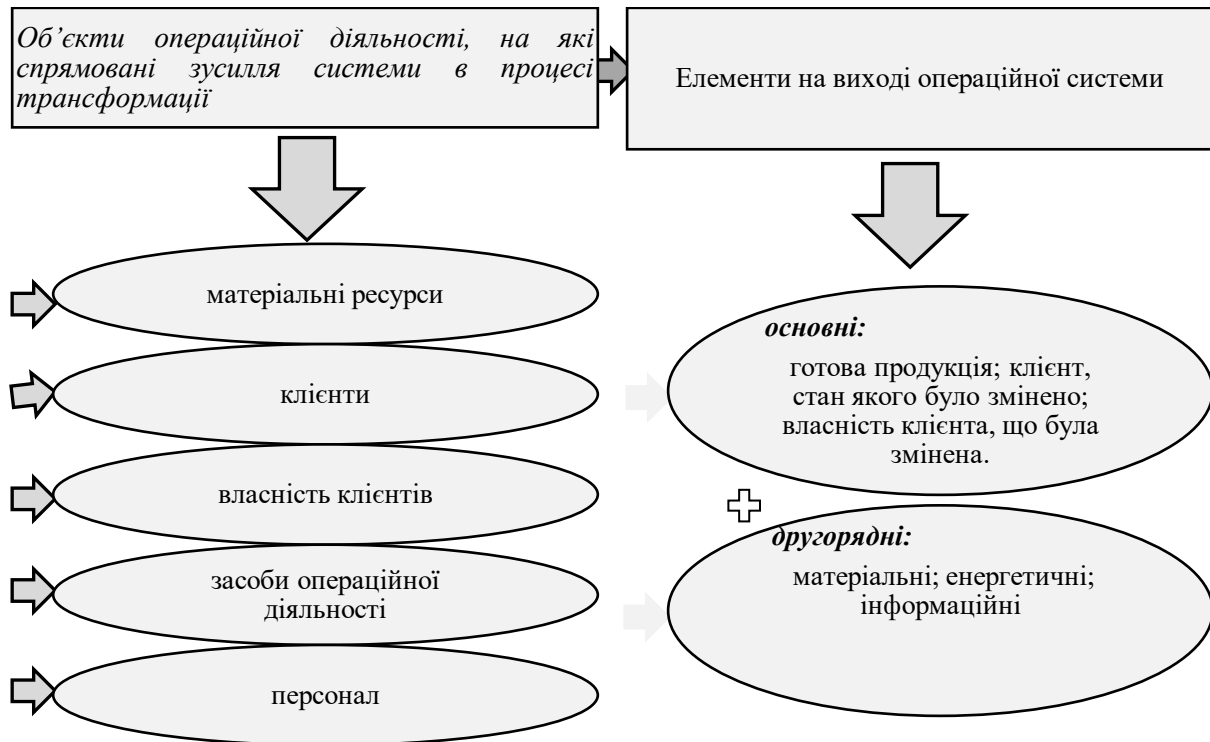 Об’єкти операційної діяльності, на які
спрямовані зусилля системи в процесі
трансформації
Елементи на виході операційної системи
матеріальні ресурси
клієнти
власність клієнтів
засоби операційної
діяльності
персонал
основні:
готова продукція; клієнт,
стан якого було змінено;
власність клієнта, що була
змінена.
другорядні:
матеріальні; енергетичні;
інформаційні